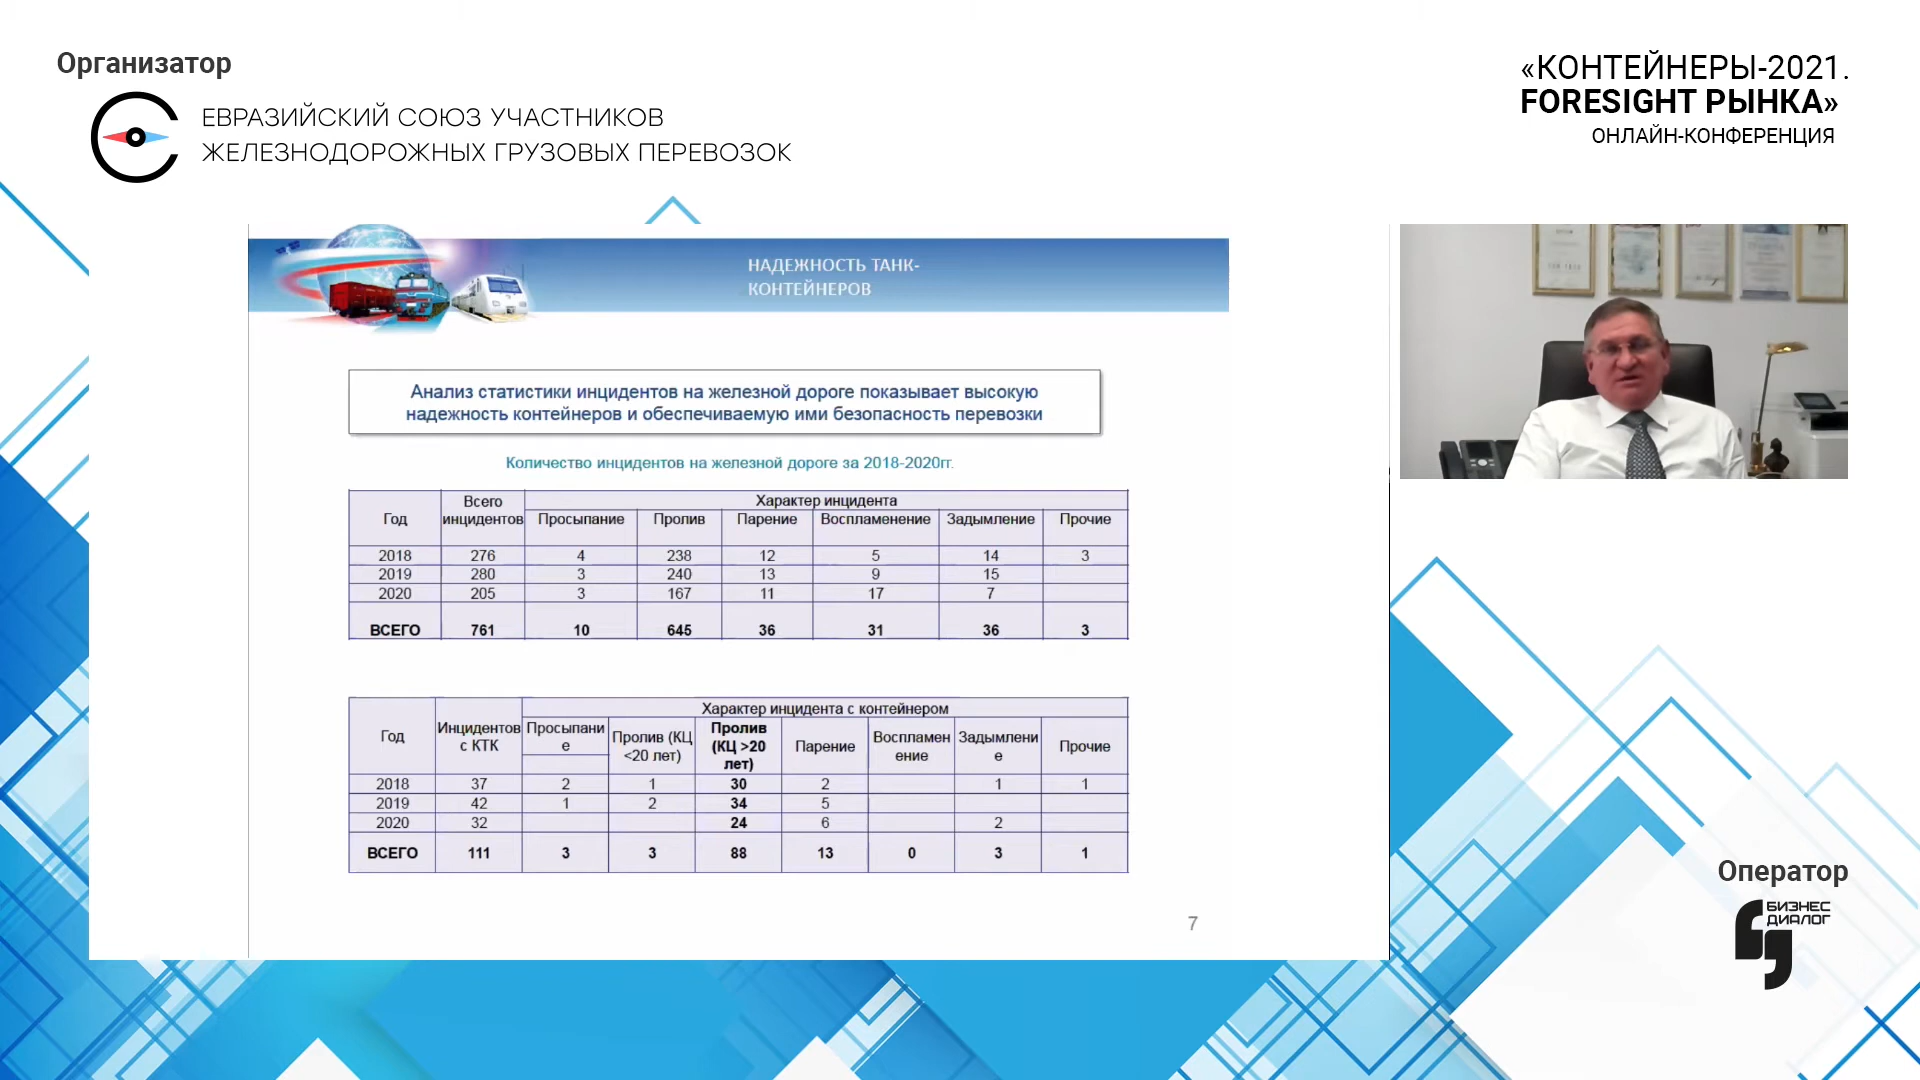 Организатор
ЕВРАЗИЙСКИЙ СОЮЗ УЧАСТНИКОВ
ЖЕЛЕЗНОДОРОЖНЫХ ГРУЗОВЫХ ПЕРЕВОЗОК
«КОНТЕЙНЕРЫ-2021.
FORESIGHT РЫНКА»
ОНЛАЙН-КОНФЕРЕНЦИЯ
НАДЕЖНОСТЬ ТАНК-
КОНТЕЙНЕРОВ
Анализ статистики инцидентов на железной дороге показывает высокую
надежность контейнеров и обеспечиваемую ими безопасность перевозки
Количество инцидентов на железной дороге за 2018-2020гг.
Год Всего инцидентов Характер инцидента
Просыпание Пролив Парение Воспламенение Задымление Прочие
2018 276 4 238 12 5 14 3
2019 280 3 240 13 9 15
2020 205 3 167 11 17 7
ВСЕГО 761 10 645 36 31 36 3
Год Инцидентов с КТК Характер инцидента с контейнером
Просыпание Пролив (КЦ <20 лет) Пролив (КЦ >20 лет) Парение Воспламенение Задымление Прочие
2018 37 2 1 30 2 1 1
2019 42 1 2 34 5
2020 32 24 6 2
ВСЕГО 111 3 3 88 13 0 3 1
7
Оператор
БИЗНЕС
ДИАЛОГ